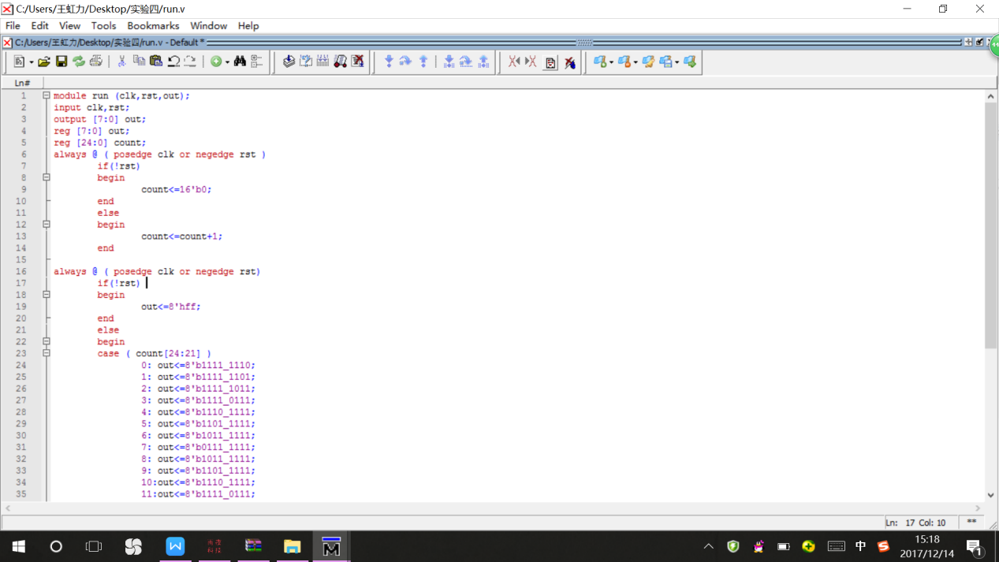 C:/Users/王虹力/Desktop/实验四/run.v
File Edit View Tools Bookmarks Window Help
C:/Users/王虹力/Desktop/实验四/run.v - Default *
Ln#
1 module run (clk,rst,out);
2 input clk,rst;
3 output [7:0] out;
4 reg [7:0] out;
5 reg [24:0] count;
6 always @ ( posedge clk or negedge rst )
7 if(!rst)
8 begin
9 count<=16'b0;
10 end
11 else
12 begin
13 count<=count+1;
14 end
15
16 always @ ( posedge clk or negedge rst)
17 if(!rst)
18 begin
19 out<=8'hff;
20 end
21 else
22 begin
23 case ( count[24:21] )
24 0: out<=8'b1111_1110;
25 1: out<=8'b1111_1101;
26 2: out<=8'b1111_1011;
27 3: out<=8'b1111_0111;
28 4: out<=8'b1110_1111;
29 5: out<=8'b1101_1111;
30 6: out<=8'b1011_1111;
31 7: out<=8'b0111_1111;
32 8: out<=8'b1011_1111;
33 9: out<=8'b1101_1111;
34 10:out<=8'b1110_1111;
35 11:out<=8'b1111_0111;
Ln: 17 Col: 10 **
中
15:18
2017/12/14
1